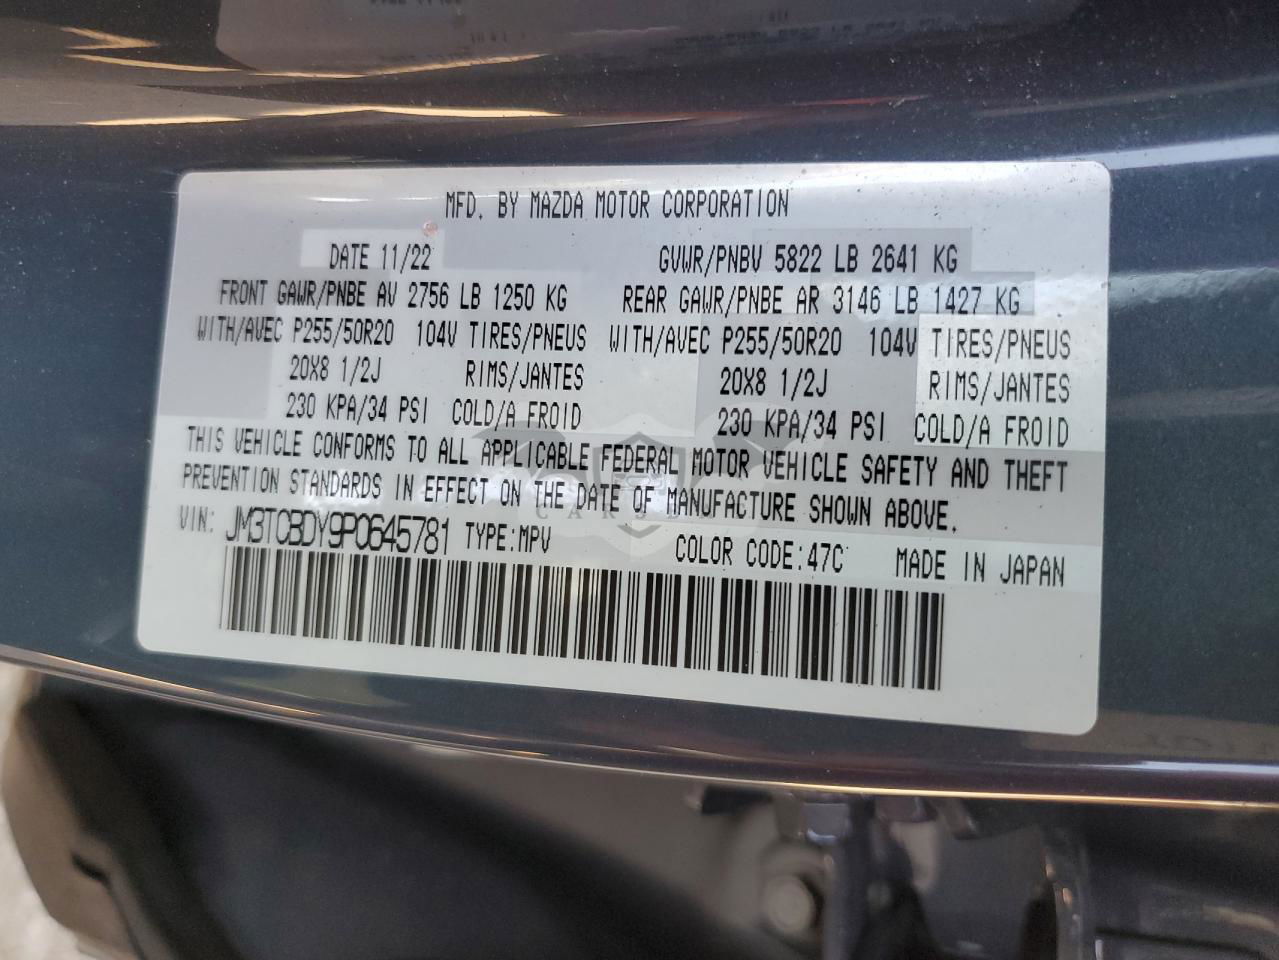 MFD. BY MAZDA MOTOR CORPORATION
DATE 11/22 GVWR/PNBV 5822 LB 2641 KG
FRONT GAWR/PNBE AV 2756 LB 1250 KG REAR GAWR/PNBE AR 3146 LB 1427 KG
WITH/AVEC P255/50R20 104V TIRES/PNEUS WITH/AVEC P255/50R20 104V TIRES/PNEUS
20X8 1/2J RIMS/JANTES 20X8 1/2J RIMS/JANTES
230 KPA/34 PSI COLD/A FROID 230 KPA/34 PSI COLD/A FROID
THIS VEHICLE CONFORMS TO ALL APPLICABLE FEDERAL MOTOR VEHICLE SAFETY AND THEFT
PREVENTION STANDARDS IN EFFECT ON THE DATE OF MANUFACTURE SHOWN ABOVE.
VIN: JM3TCBDY9P0645781 TYPE:MPV COLOR CODE:47C MADE IN JAPAN